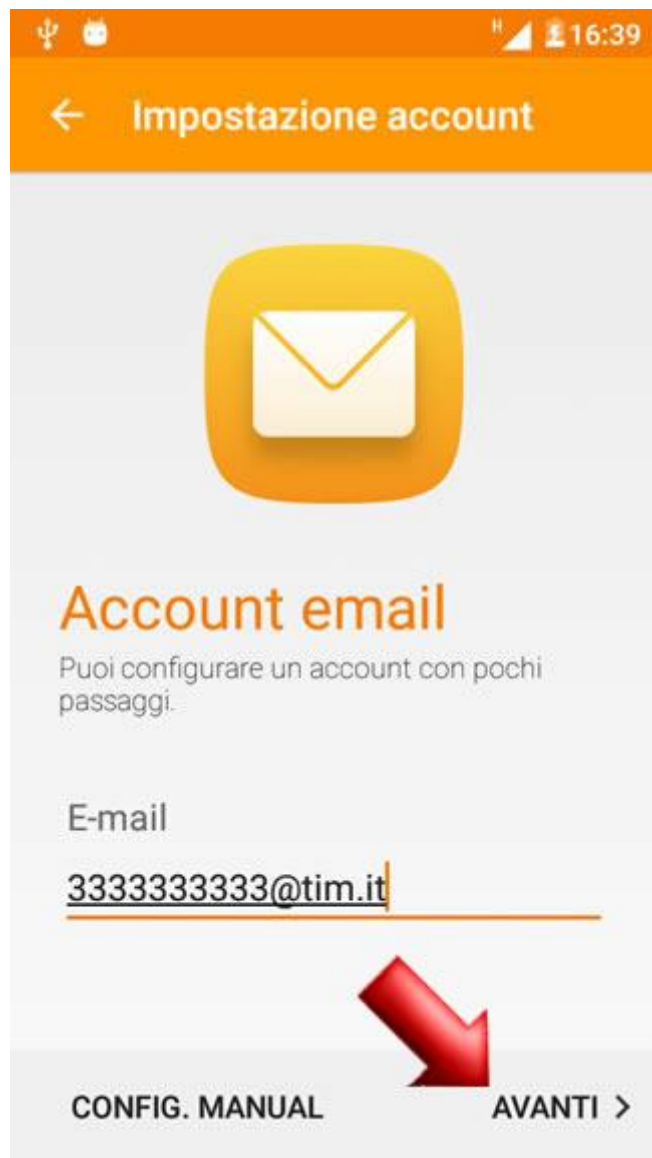 H 16:39
Impostazione account
Account email
Puoi configurare un account con pochi
passaggi.
E-mail
3333333333@tim.it
CONFIG. MANUAL AVANTI >